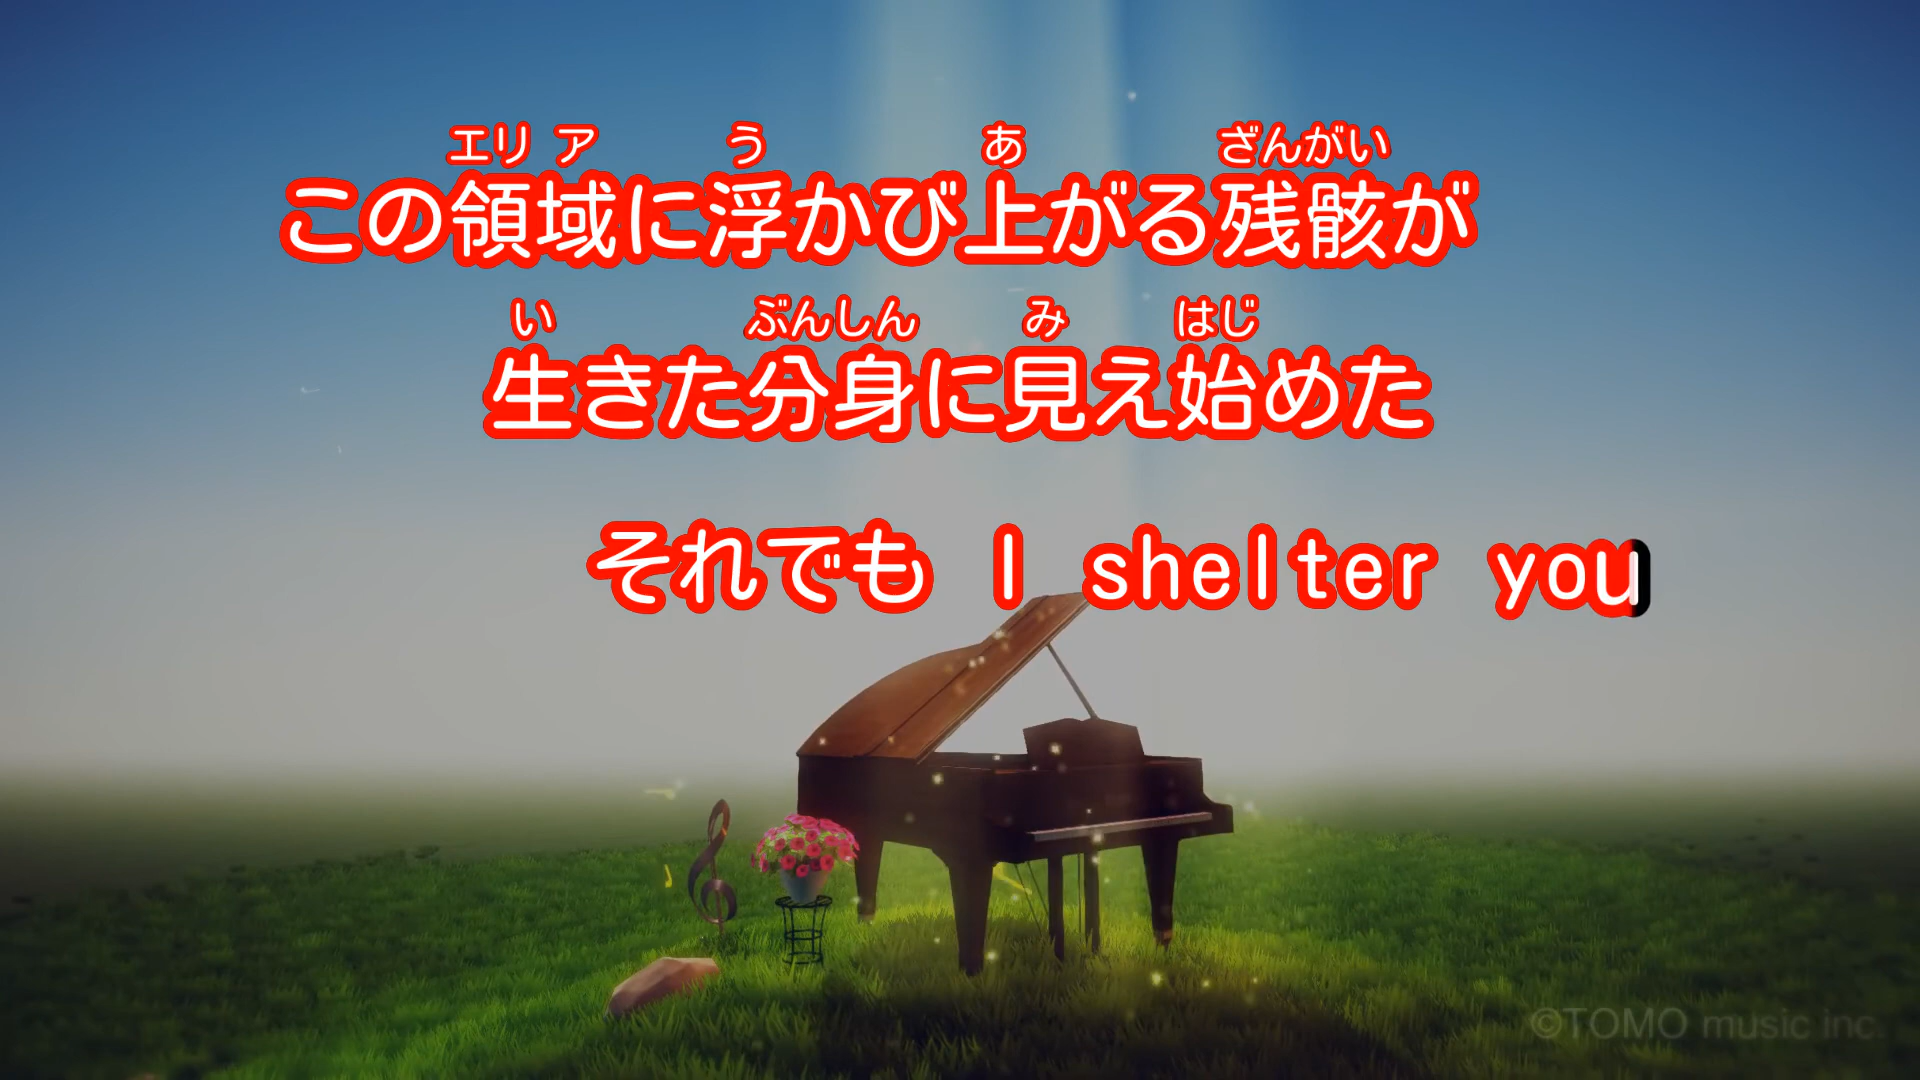 エリア う あ ざんがい
この領域に浮かび上がる残骸が
い ぶんしん み はじ
生きた分身に見え始めた
それでも I shelter you
©TOMO music inc.